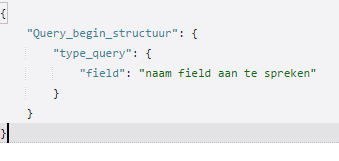 {
"Query_begin_structuur": {
"type_query": {
"field": "naam field aan te spreken"
}
}
}